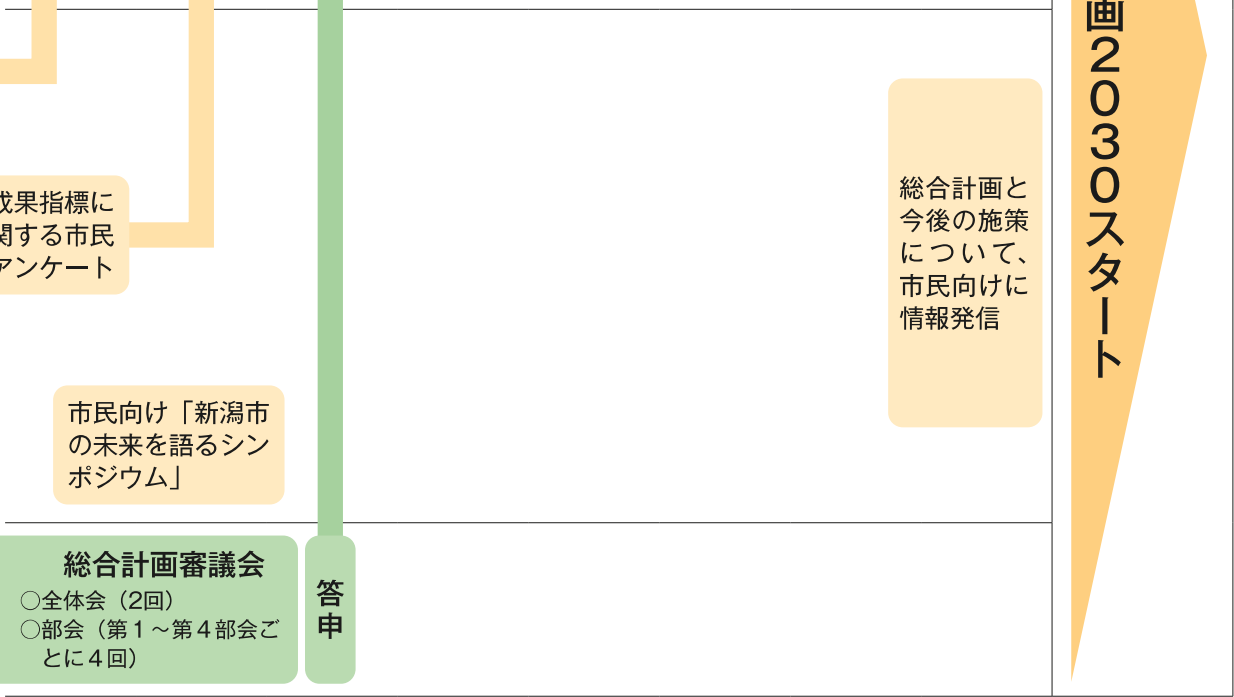 画2030スタート
総合計画と
今後の施策
について、
市民向けに
情報発信
成果指標に
関する市民
アンケート
市民向け「新潟市
の未来を語るシン
ポジウム」
総合計画審議会
○全体会（2回）
○部会（第１～第４部会ご
とに４回）
答申